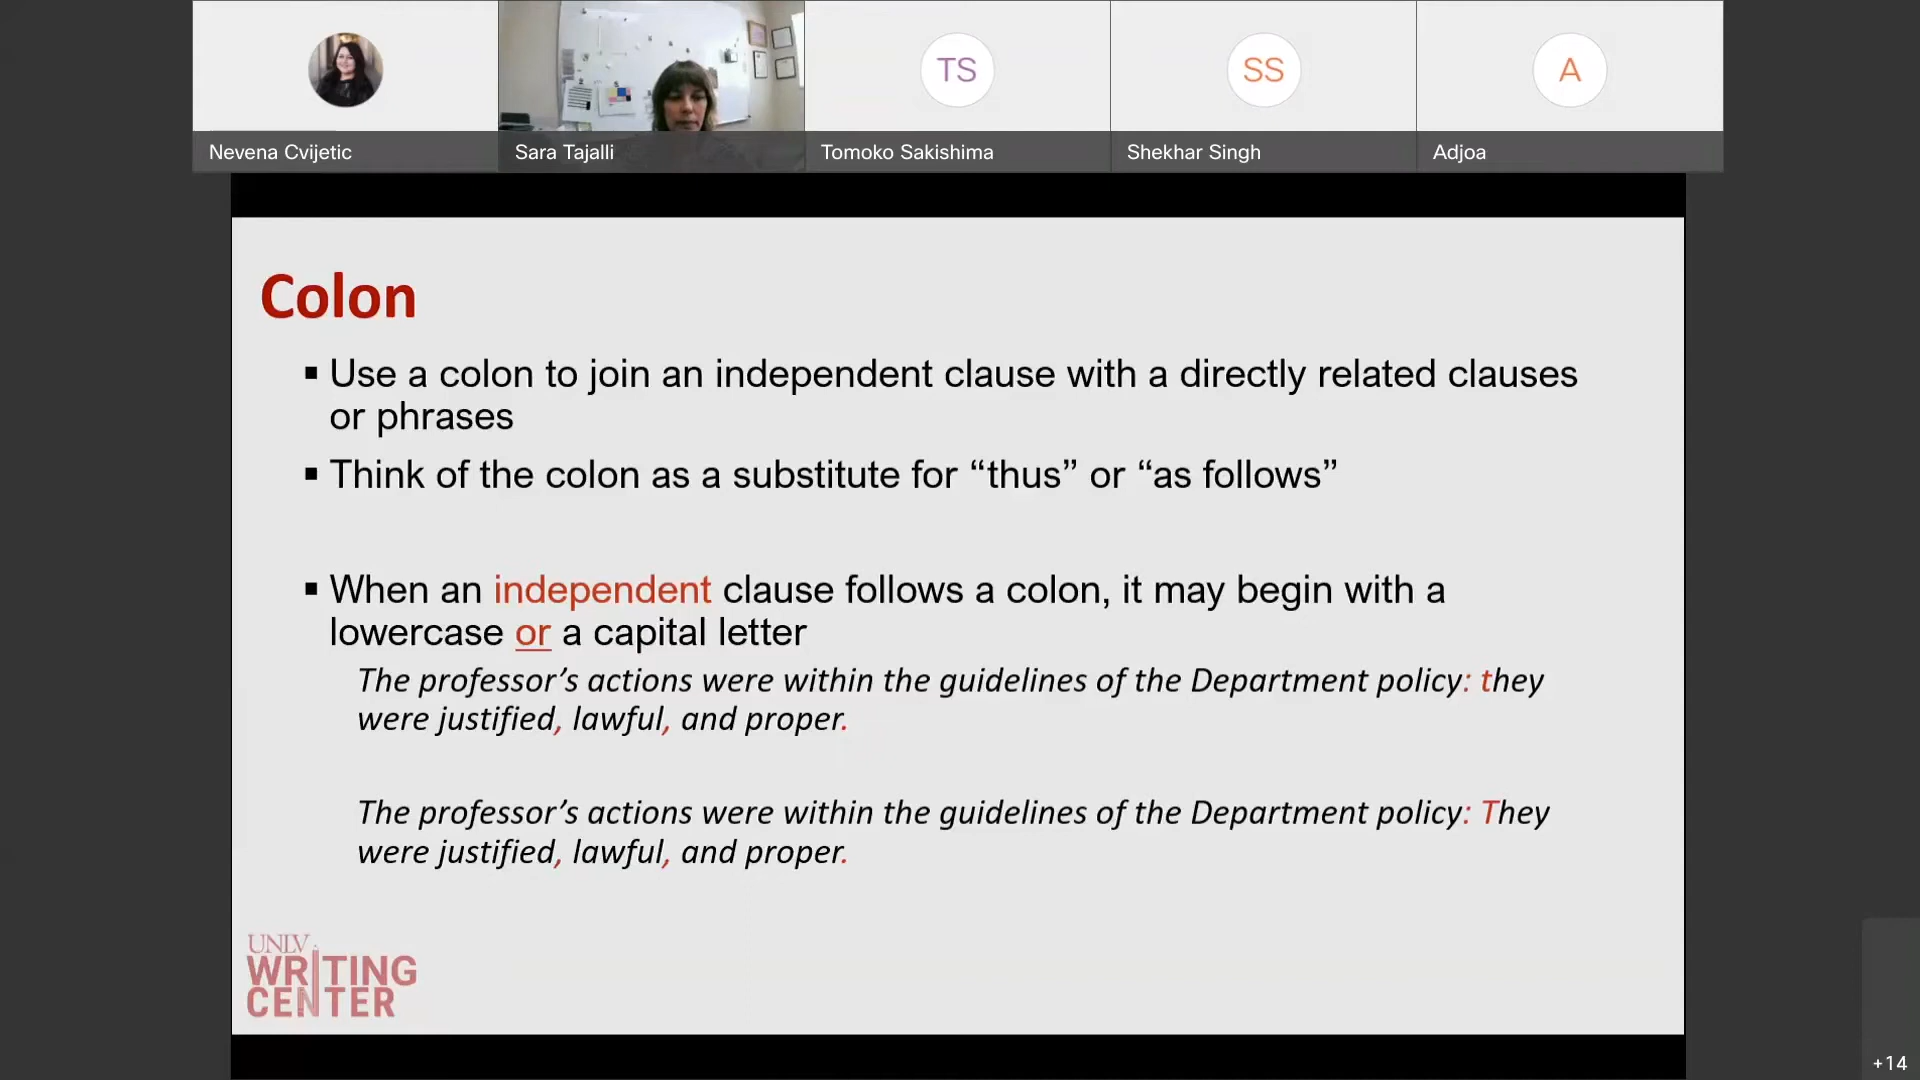 TS
SS
A
Nevena Cvijetic
Sara Tajalli
Tomoko Sakishima
Shekhar Singh
Adjoa
Colon
▪ Use a colon to join an independent clause with a directly related clauses
or phrases
▪ Think of the colon as a substitute for “thus” or “as follows”
▪ When an independent clause follows a colon, it may begin with a
lowercase or a capital letter
The professor’s actions were within the guidelines of the Department policy: they
were justified, lawful, and proper.
The professor’s actions were within the guidelines of the Department policy: They
were justified, lawful, and proper.
UNLV
WRITING
CENTER
+14